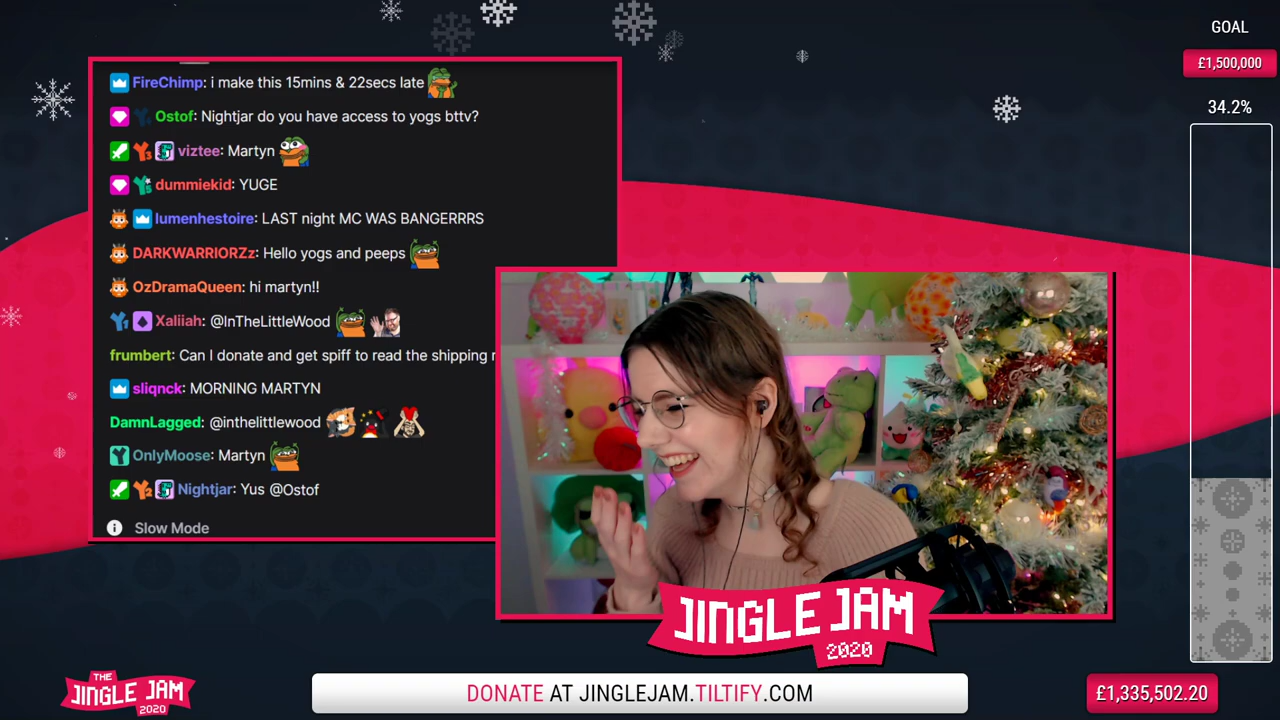 GOAL
£1,500,000
34.2%
FireChimp: i make this 15mins & 22secs late
Ostof: Nightjar do you have access to yogs bttv?
viztee: Martyn
dummiekid: YUGE
lumenhestoire: LAST night MC WAS BANGERRRS
DARKWARRIORZz: Hello yogs and peeps
OzDramaQueen: hi martyn!!
Xaliiah: @InTheLittleWood
frumbert: Can I donate and get spiff to read the shipping
sliqnck: MORNING MARTYN
DamnLagged: @inthelittlewood
OnlyMoose: Martyn
Nightjar: Yus @Ostof
Slow Mode
JINGLE JAM
2020
THE
JINGLE JAM
2020
DONATE AT JINGLEJAM.TILTIFY.COM
£1,335,502.20